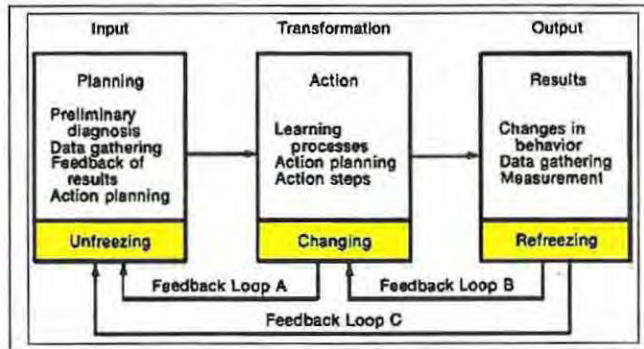 Input
Planning
Preliminary
diagnosis
Data gathering
Feedback of
results
Action planning
Unfreezing
Transformation
Action
Learning
processes
Action planning
Action steps
Changing
Output
Results
Changes in
behavior
Data gathering
Measurement
Refreezing
Feedback Loop A
Feedback Loop B
Feedback Loop C